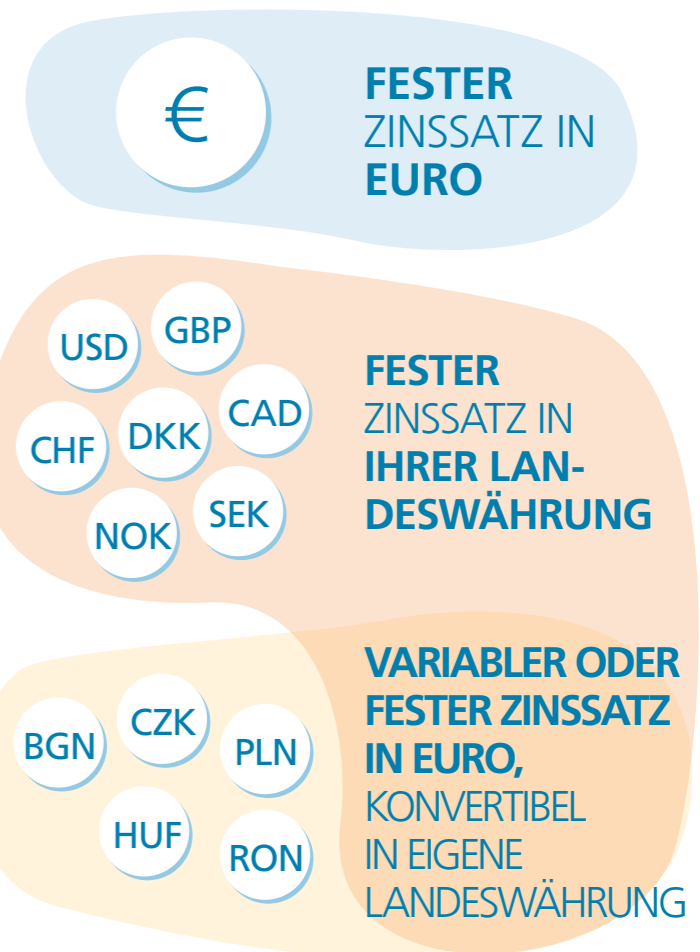 €
FESTER
ZINSSATZ IN
EURO
USD
GBP
CHF
DKK
CAD
NOK
SEK
FESTER
ZINSSATZ IN
IHRER LAN-
DESWÄHRUNG
BGN
CZK
PLN
HUF
RON
VARIABLER ODER
FESTER ZINSSATZ
IN EURO,
KONVERTIBEL
IN EIGENE
LANDESWÄHRUNG